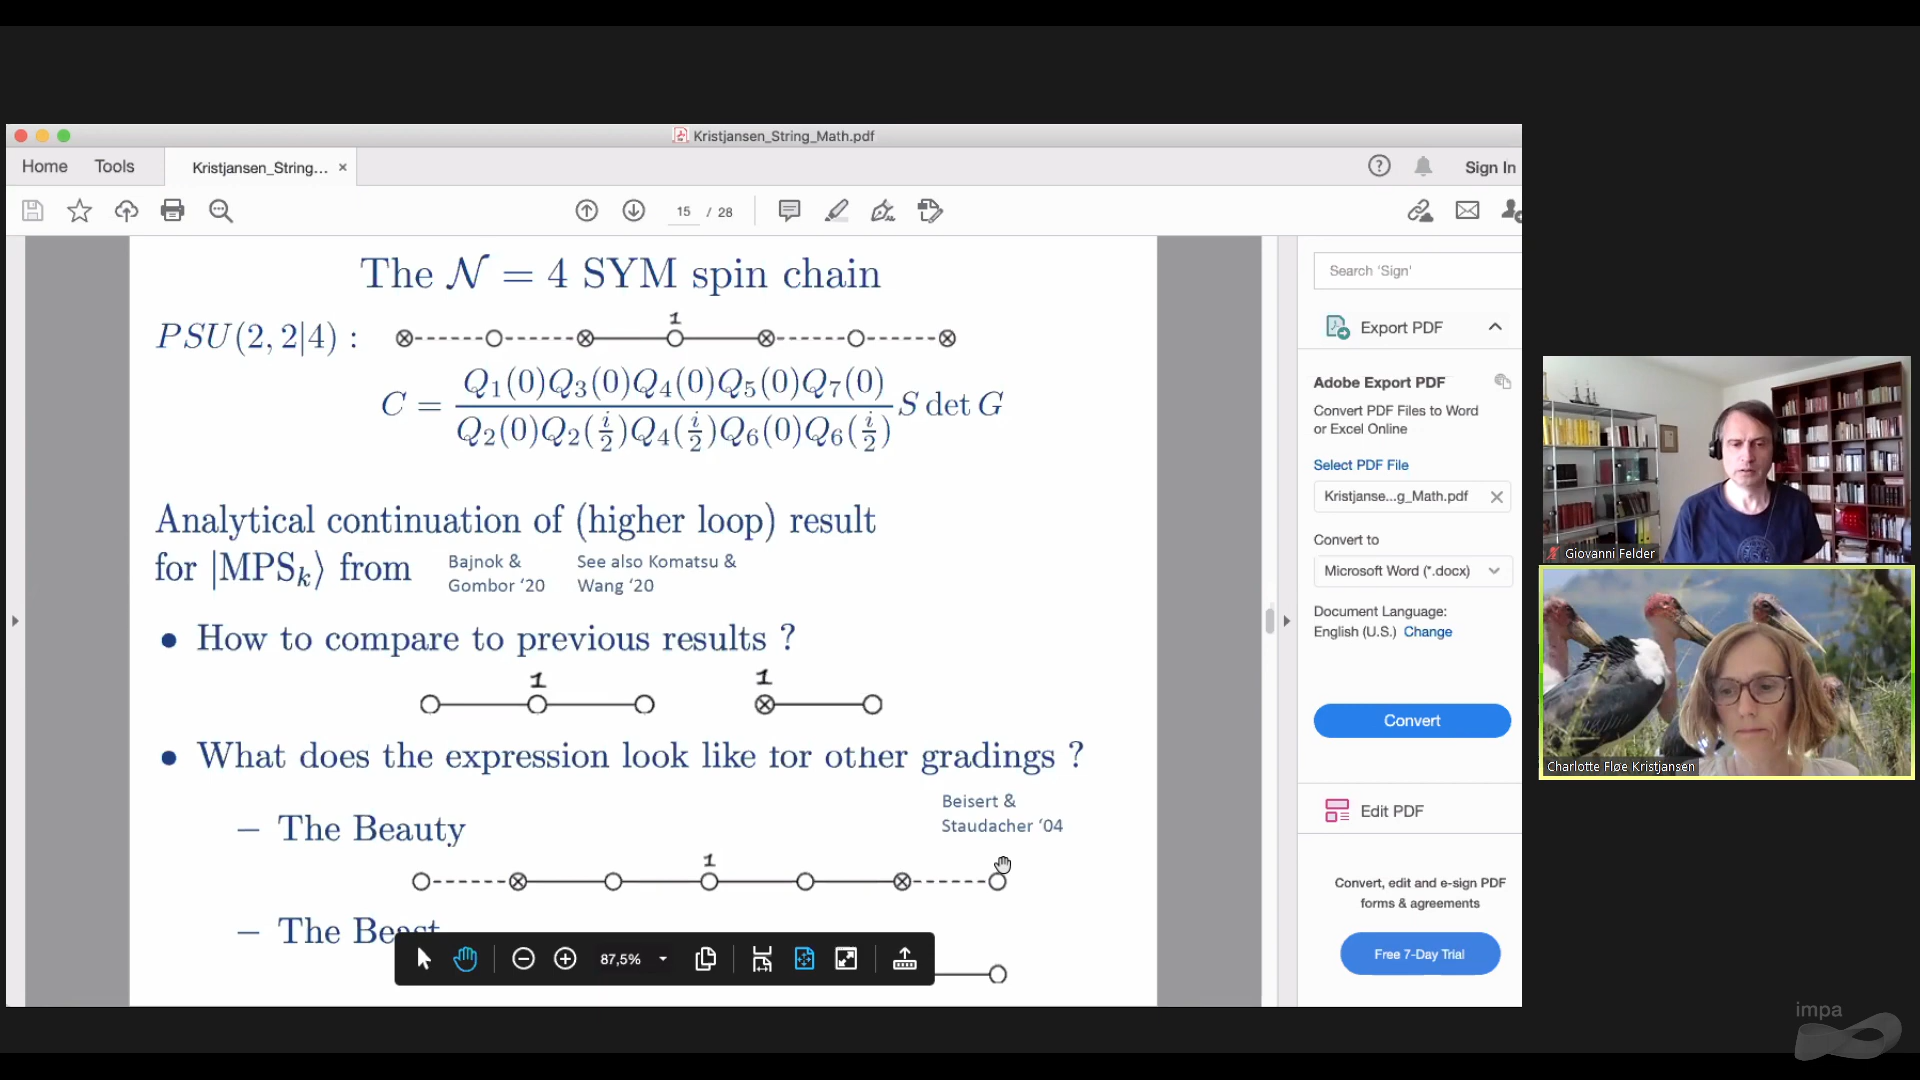 Kristjansen_String_Math.pdf
Home Tools Kristjansen_String... × Sign In
15 / 28
The 𝒩 = 4 SYM spin chain
PSU(2, 2|4) :
1
C = Q₁(0)Q₃(0)Q₄(0)Q₅(0)Q₇(0) / Q₂(0)Q₂(i/2)Q₄(i/2)Q₆(0)Q₆(i/2) S det G
Analytical continuation of (higher loop) result
for |MPSₖ⟩ from
Bajnok &
Gombor ‘20
See also Komatsu &
Wang ‘20
• How to compare to previous results ?
1 1
• What does the expression look like for other gradings ?
Beisert &
Staudacher ‘04
– The Beauty
1
– The Beast
87,5%
Search 'Sign'
Export PDF
Adobe Export PDF
Convert PDF Files to Word
or Excel Online
Select PDF File
Kristjanse...g_Math.pdf
Convert to
Microsoft Word (*.docx)
Document Language:
English (U.S.) Change
Convert
Edit PDF
Convert, edit and e-sign PDF
forms & agreements
Free 7-Day Trial
Giovanni Felder
Charlotte Fløe Kristjansen
impa